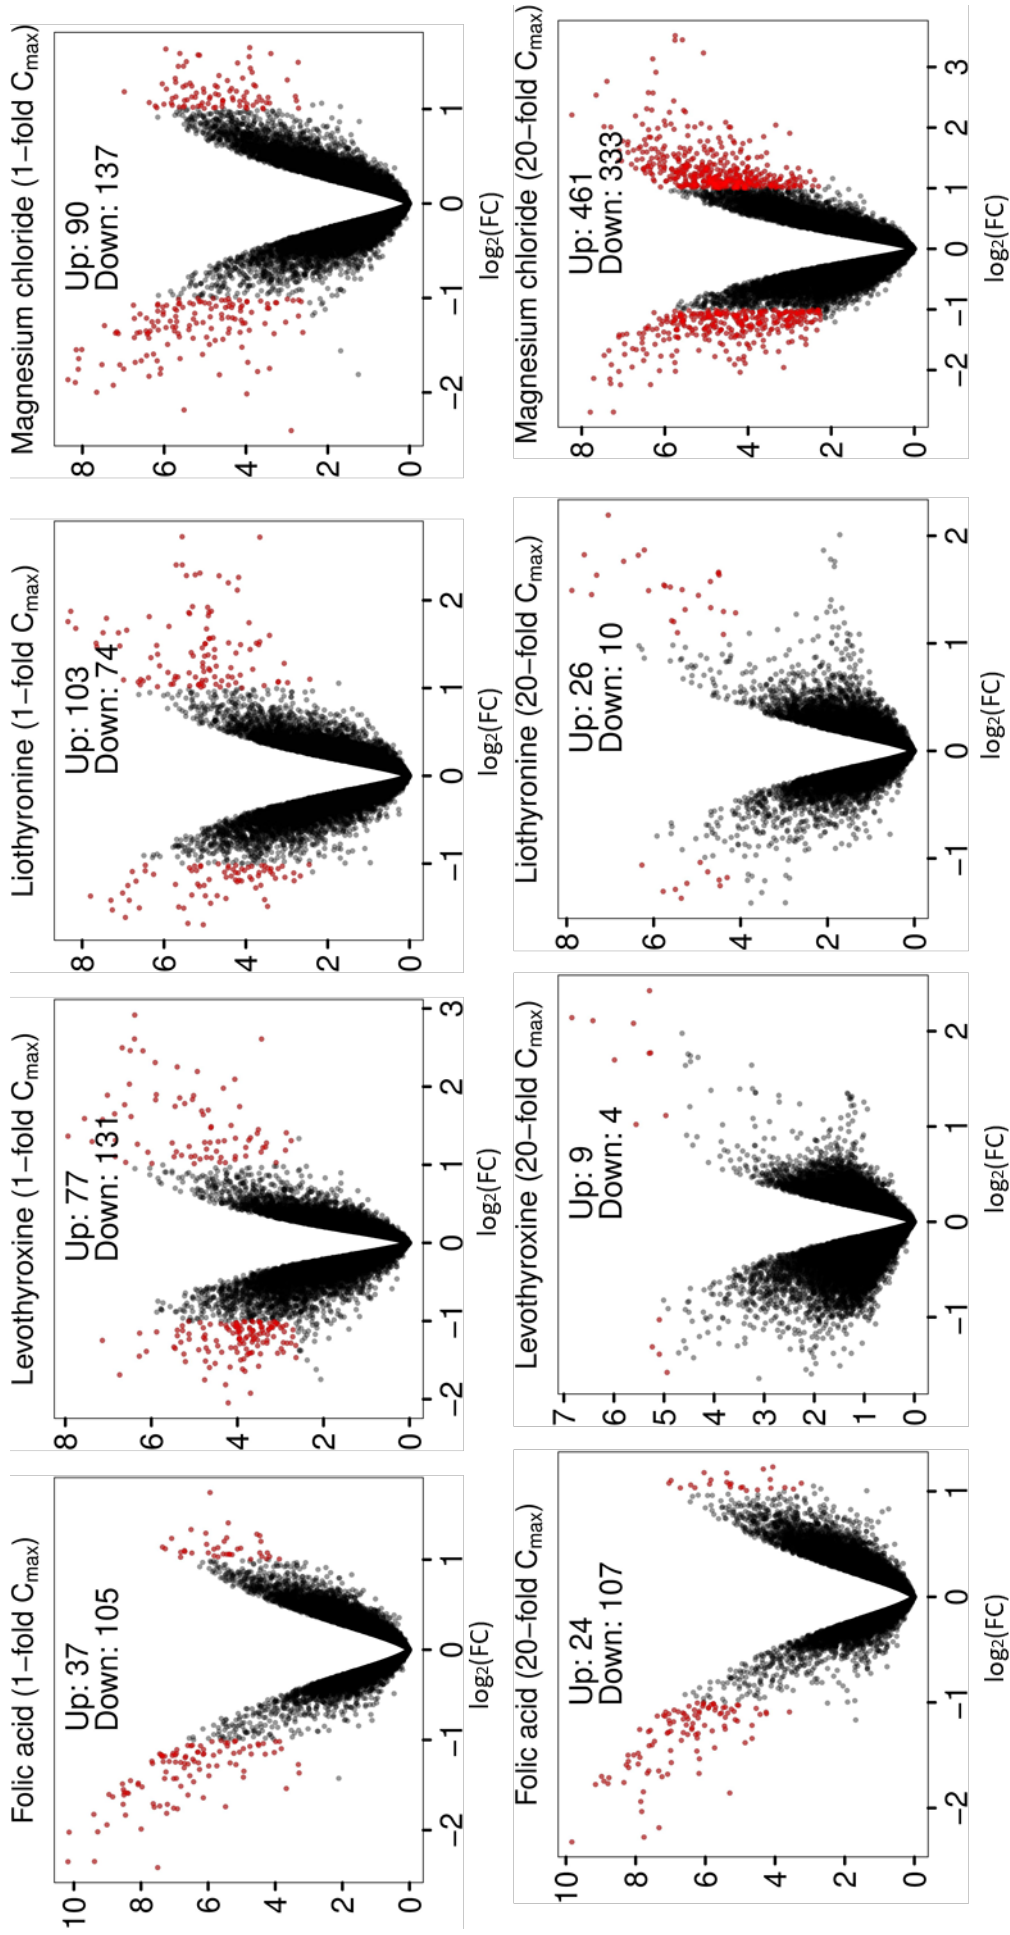 Folic acid (1−fold Cmax)
Up: 37
Down: 105
10
8
6
4
2
0
−2 −1 0 1
log2(FC)
Levothyroxine (1−fold Cmax)
Up: 77
Down: 131
8
6
4
2
0
−2 −1 0 1 2 3
log2(FC)
Liothyronine (1−fold Cmax)
Up: 103
Down: 74
8
6
4
2
0
−1 0 1 2
log2(FC)
Magnesium chloride (1−fold Cmax)
Up: 90
Down: 137
8
6
4
2
0
−2 −1 0 1
log2(FC)
Folic acid (20−fold Cmax)
Up: 24
Down: 107
10
8
6
4
2
0
−2 −1 0 1
log2(FC)
Levothyroxine (20−fold Cmax)
Up: 9
Down: 4
7
6
5
4
3
2
1
0
−1 0 1 2
log2(FC)
Liothyronine (20−fold Cmax)
Up: 26
Down: 10
8
6
4
2
0
−1 0 1 2
log2(FC)
Magnesium chloride (20−fold Cmax)
Up: 461
Down: 333
8
6
4
2
0
−2 −1 0 1 2 3
log2(FC)